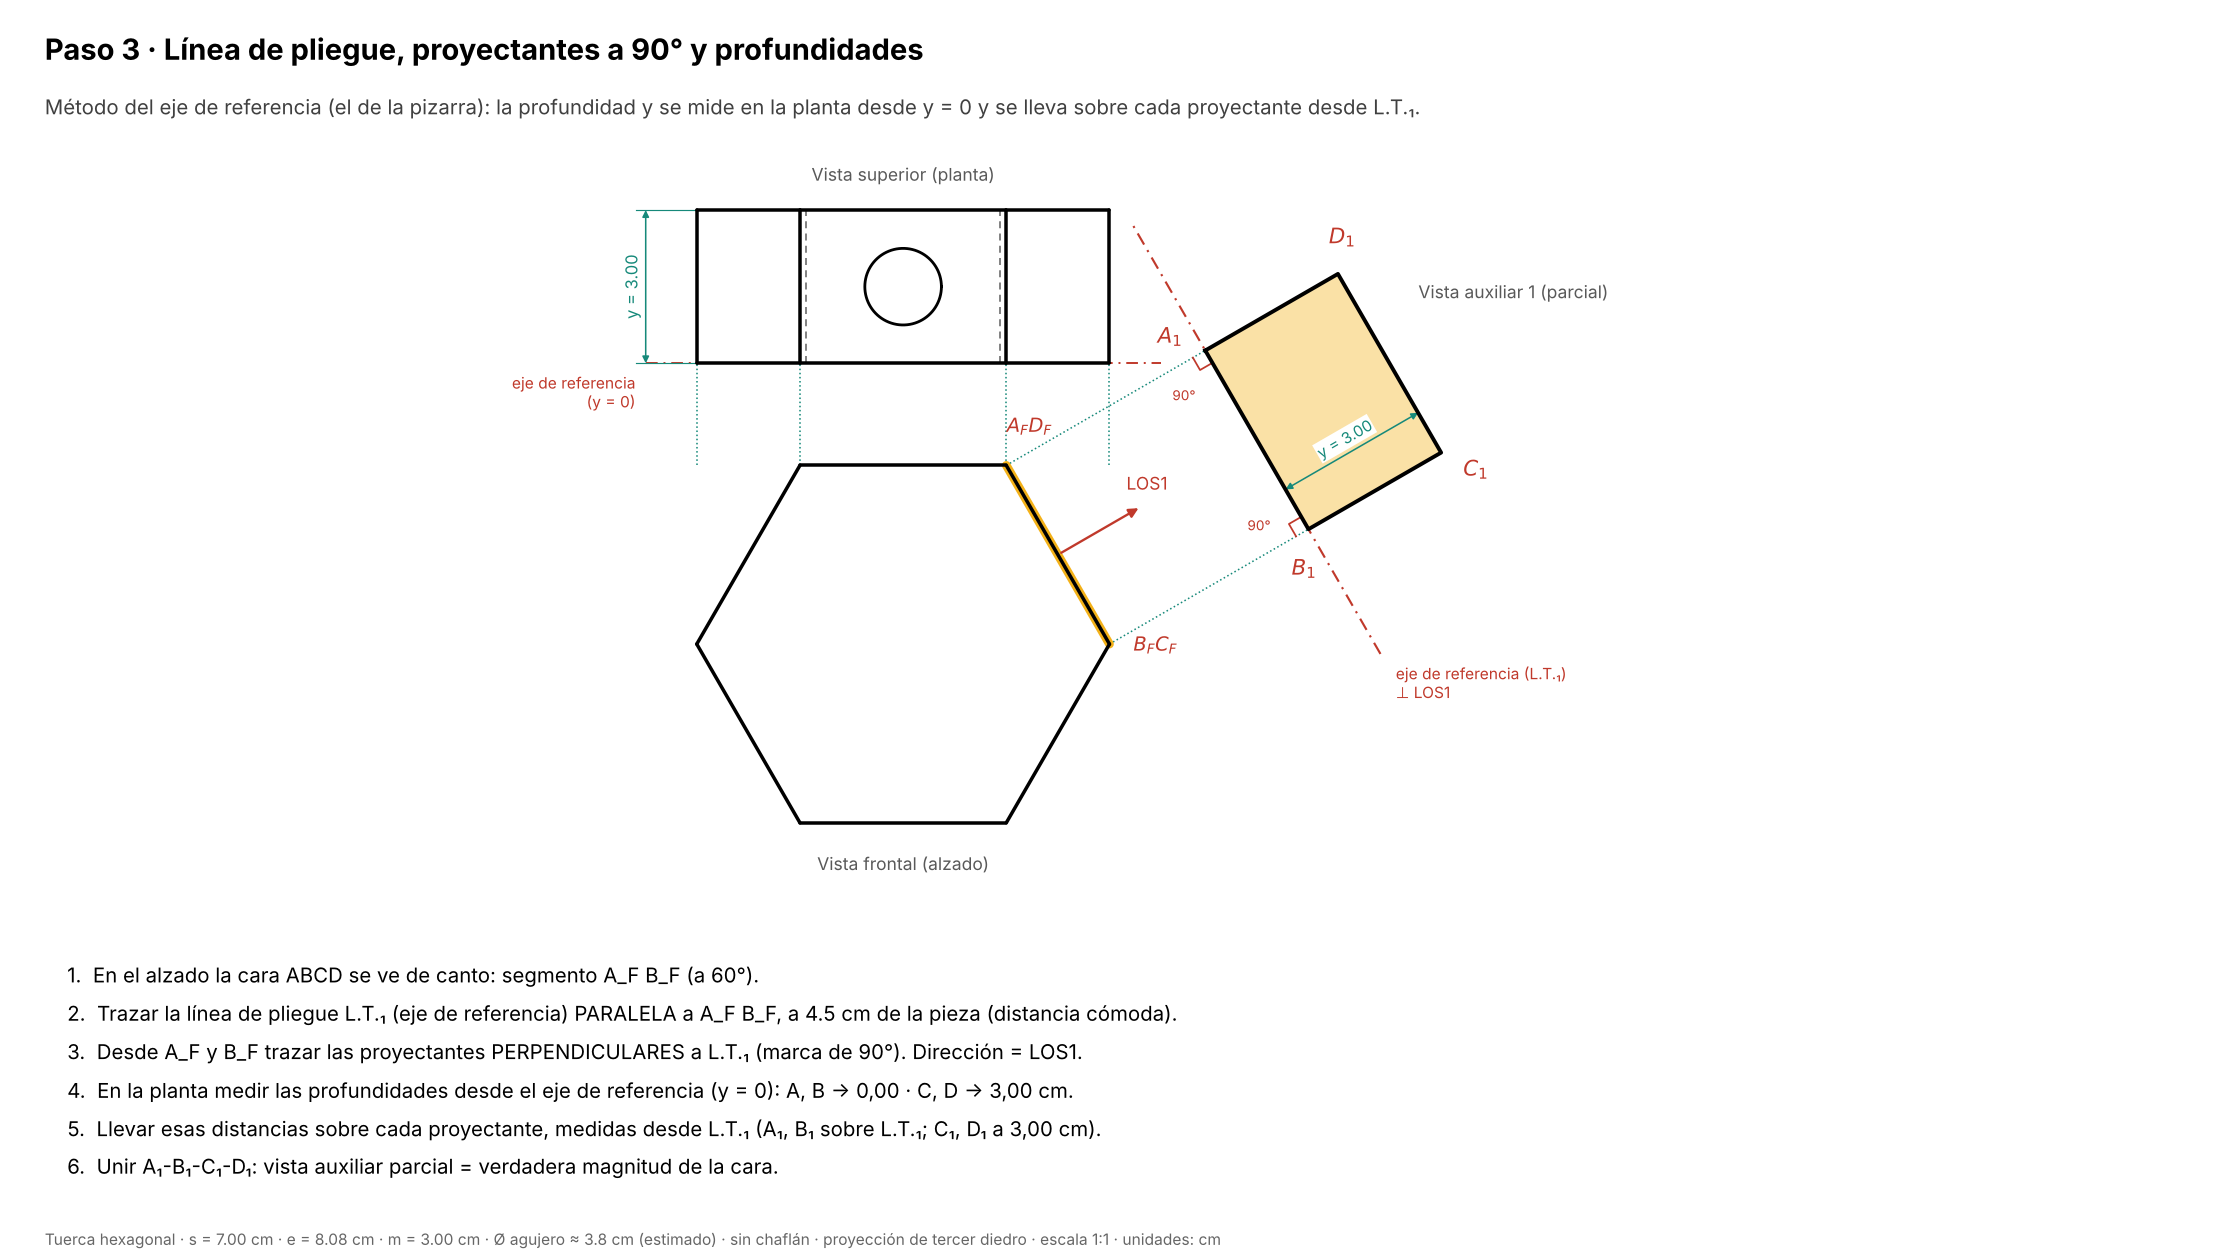 Paso 3 · Línea de pliegue, proyectantes a 90° y profundidades
Método del eje de referencia (el de la pizarra): la profundidad y se mide en la planta desde y = 0 y se lleva sobre cada proyectante desde L.T.₁.
Vista superior (planta)
y = 3.00
eje de referencia
(y = 0)
D₁
Vista auxiliar 1 (parcial)
A₁
90°
A_FD_F
y = 3.00
C₁
LOS1
90°
B₁
B_FC_F
eje de referencia (L.T.₁)
⊥ LOS1
Vista frontal (alzado)
1. En el alzado la cara ABCD se ve de canto: segmento A_F B_F (a 60°).
2. Trazar la línea de pliegue L.T.₁ (eje de referencia) PARALELA a A_F B_F, a 4.5 cm de la pieza (distancia cómoda).
3. Desde A_F y B_F trazar las proyectantes PERPENDICULARES a L.T.₁ (marca de 90°). Dirección = LOS1.
4. En la planta medir las profundidades desde el eje de referencia (y = 0): A, B → 0,00 · C, D → 3,00 cm.
5. Llevar esas distancias sobre cada proyectante, medidas desde L.T.₁ (A₁, B₁ sobre L.T.₁; C₁, D₁ a 3,00 cm).
6. Unir A₁-B₁-C₁-D₁: vista auxiliar parcial = verdadera magnitud de la cara.
Tuerca hexagonal · s = 7.00 cm · e = 8.08 cm · m = 3.00 cm · Ø agujero ≈ 3.8 cm (estimado) · sin chaflán · proyección de tercer diedro · escala 1:1 · unidades: cm